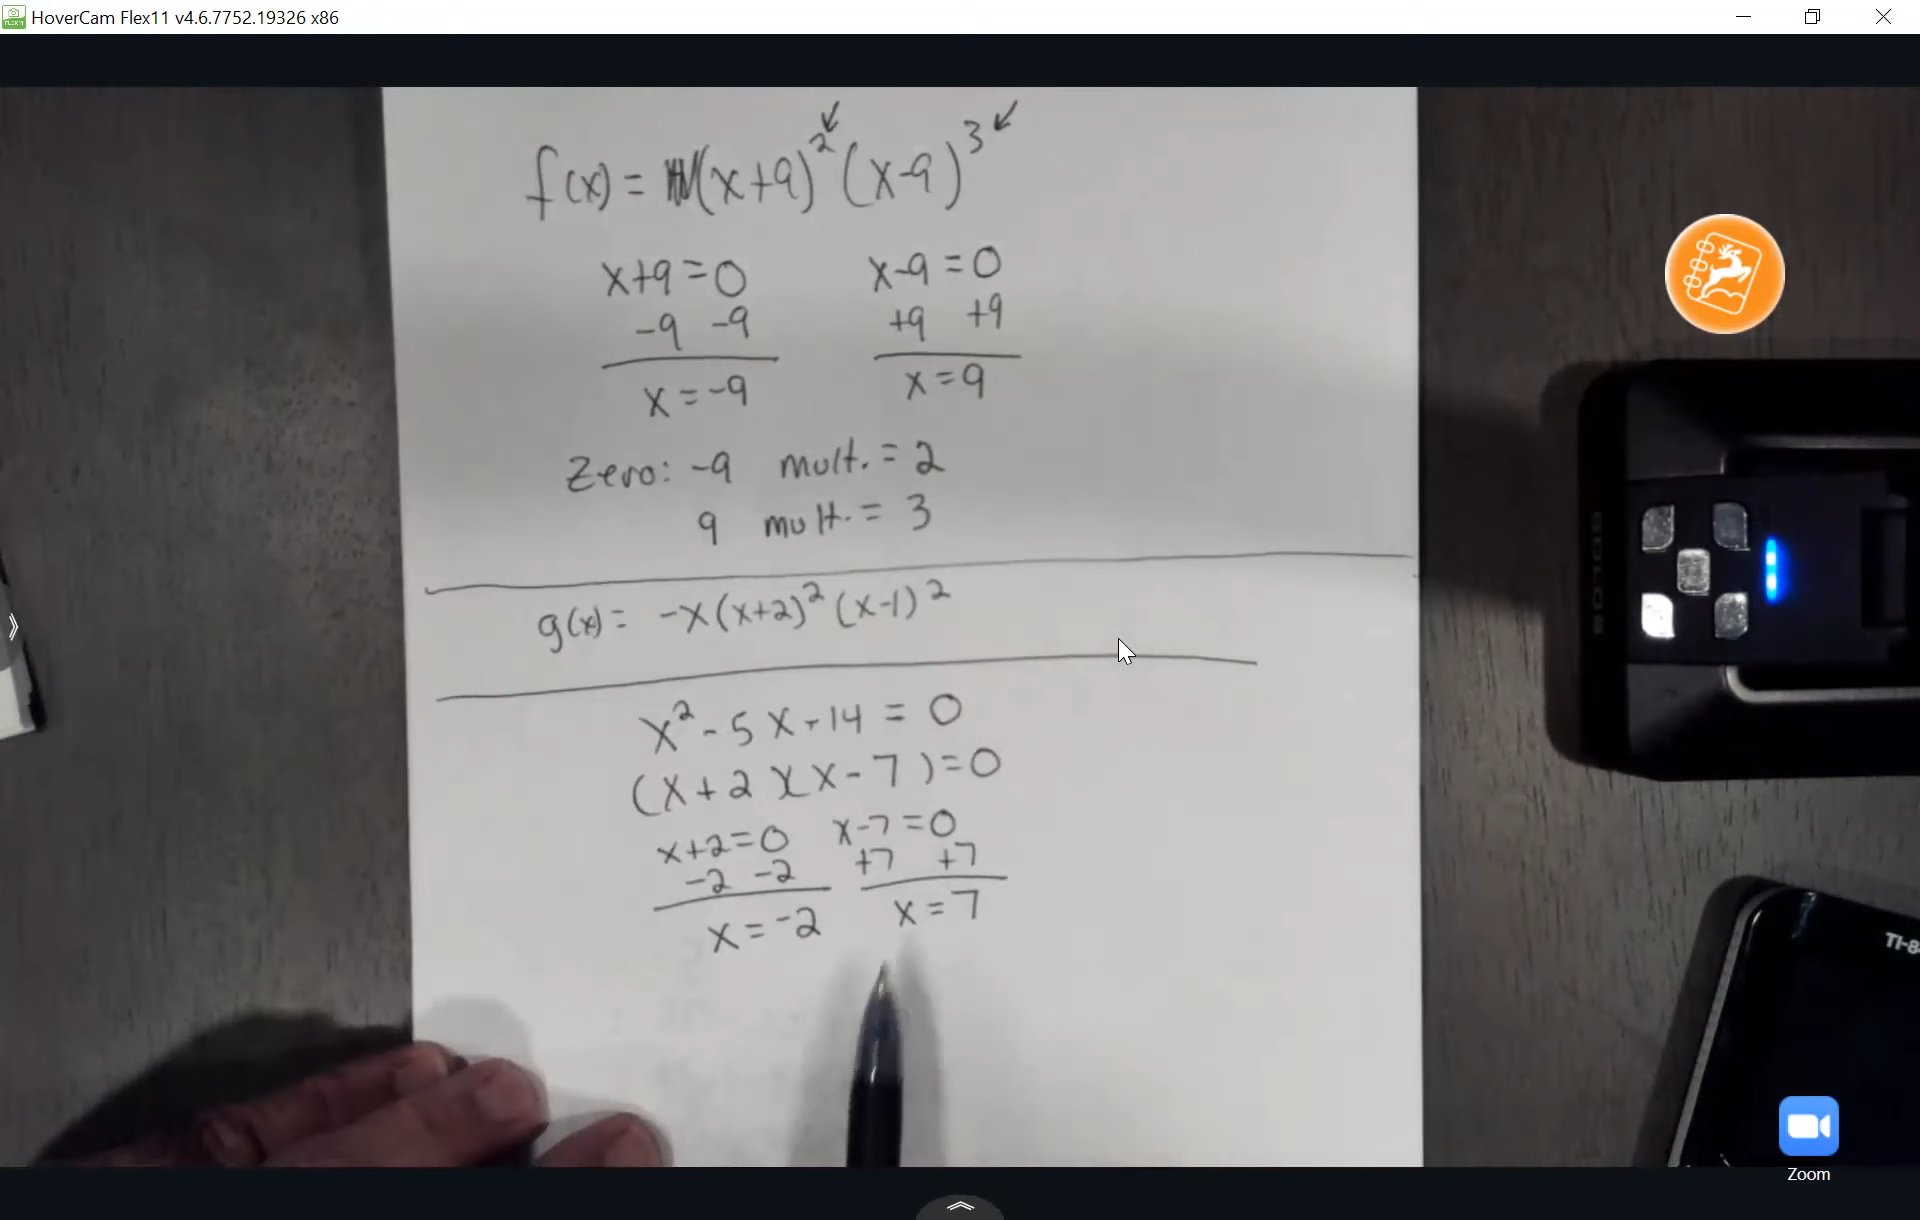 HoverCam Flex11 v4.6.7752.19326 x86
f(x) = (x+9)² (x-9)³
x+9=0 x-9=0
-9 -9 +9 +9
x=-9 x=9
Zero: -9 mult. = 2
9 mult. = 3
g(x)= -x(x+2)² (x-1)²
x² - 5x - 14 = 0
(x+2)(x-7)=0
x+2=0 x-7=0
-2 -2 +7 +7
x=-2 x=7
TI-8
Zoom